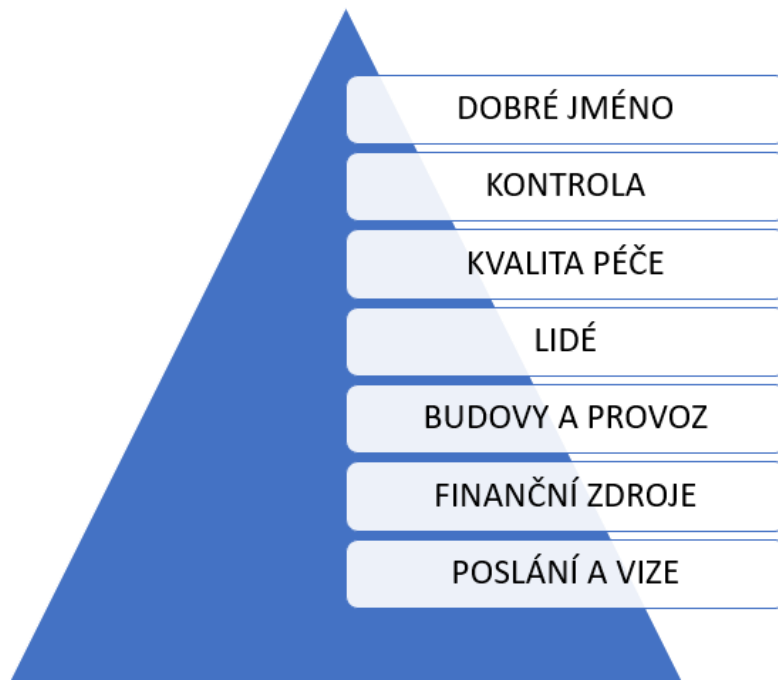 DOBRÉ JMÉNO
KONTROLA
KVALITA PÉČE
LIDÉ
BUDOVY A PROVOZ
FINANČNÍ ZDROJE
POSLÁNÍ A VIZE